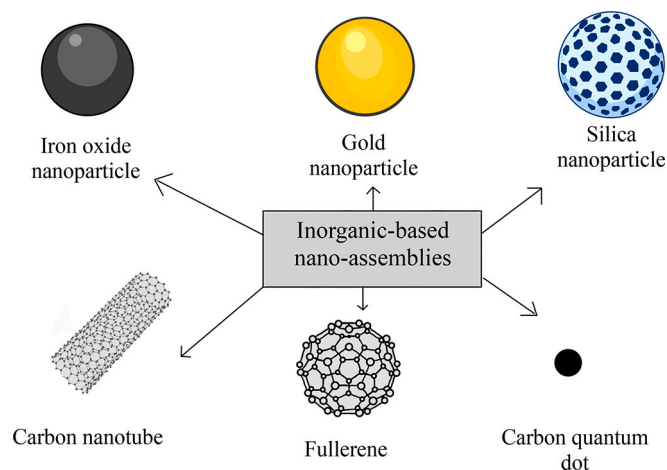 Iron oxide
nanoparticle
Gold
nanoparticle
Silica
nanoparticle
Inorganic-based
nano-assemblies
Carbon nanotube
Fullerene
Carbon quantum
dot